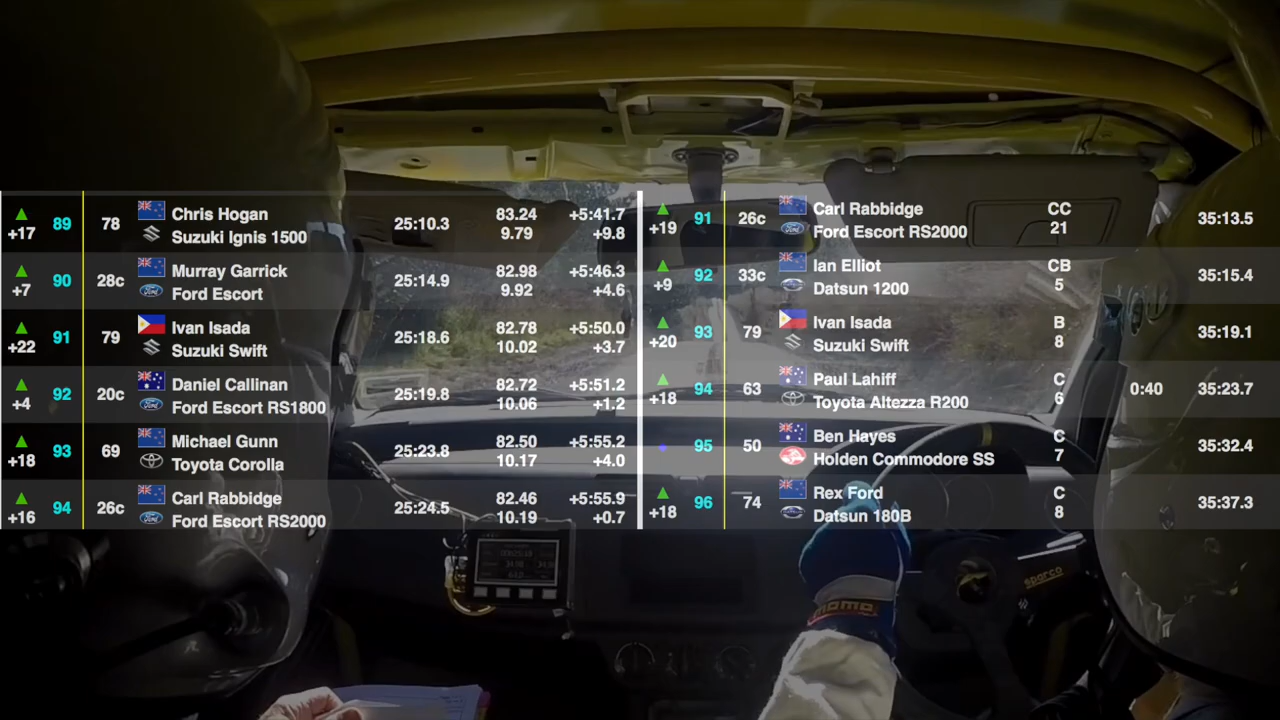 +17 89 78 Chris Hogan 25:10.3 83.24 +5:41.7
Suzuki Ignis 1500 9.79 +9.8
+7 90 28c Murray Garrick 25:14.9 82.98 +5:46.3
Ford Escort 9.92 +4.6
+22 91 79 Ivan Isada 25:18.6 82.78 +5:50.0
Suzuki Swift 10.02 +3.7
+4 92 20c Daniel Callinan 25:19.8 82.72 +5:51.2
Ford Escort RS1800 10.06 +1.2
+18 93 69 Michael Gunn 25:23.8 82.50 +5:55.2
Toyota Corolla 10.17 +4.0
+16 94 26c Carl Rabbidge 25:24.5 82.46 +5:55.9
Ford Escort RS2000 10.19 +0.7
+19 91 26c Carl Rabbidge CC 35:13.5
Ford Escort RS2000 21
+9 92 33c Ian Elliot CB 35:15.4
Datsun 1200 5
+20 93 79 Ivan Isada B 35:19.1
Suzuki Swift 8
+18 94 63 Paul Lahiff C 0:40 35:23.7
Toyota Altezza R200 6
95 50 Ben Hayes C 35:32.4
Holden Commodore SS 7
+18 96 74 Rex Ford C 35:37.3
Datsun 180B 8
sparco
MOMO